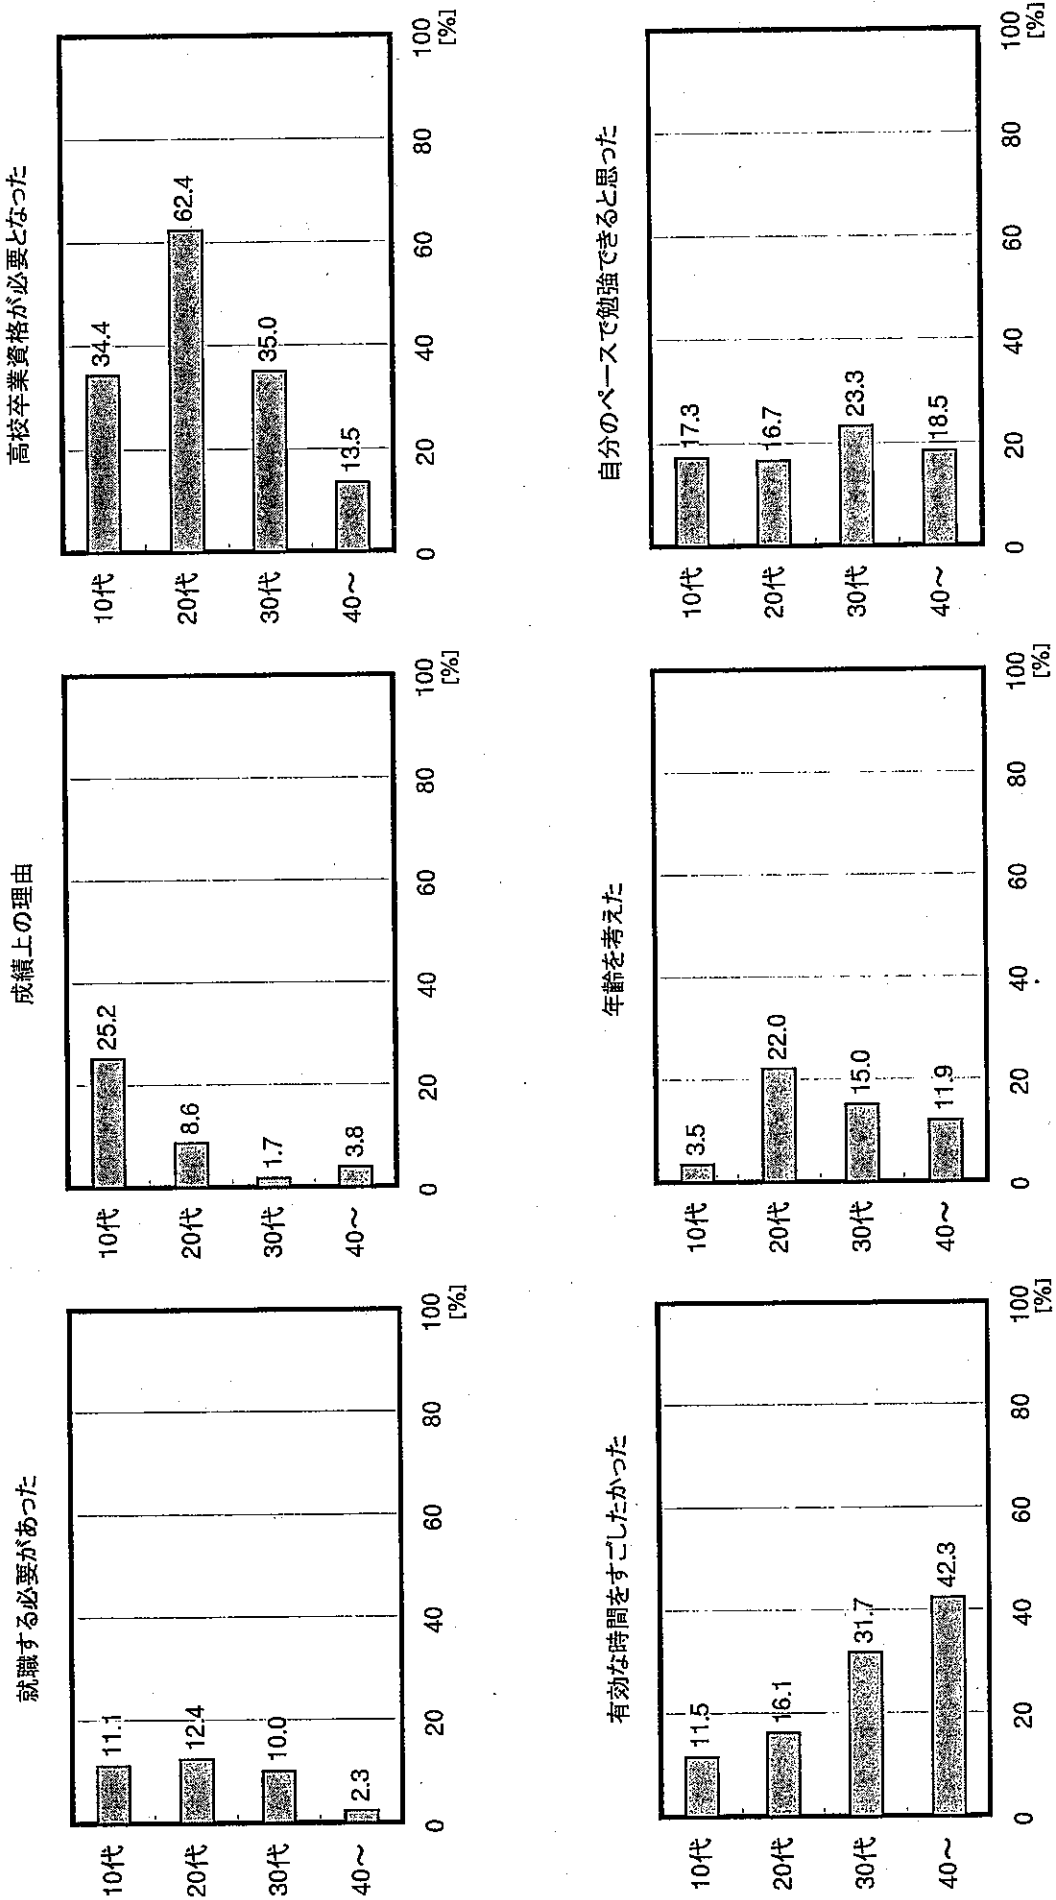 就職する必要があった
10代
11.1
20代
12.4
30代
10.0
40～
2.3
0 20 40 60 80 100
[%]
成績上の理由
10代
25.2
20代
8.6
30代
1.7
40～
3.8
0 20 40 60 80 100
[%]
高校卒業資格が必要となった
10代
34.4
20代
62.4
30代
35.0
40～
13.5
0 20 40 60 80 100
[%]
有効な時間をすごしたかった
10代
11.5
20代
16.1
30代
31.7
40～
42.3
0 20 40 60 80 100
[%]
年齢を考えた
10代
3.5
20代
22.0
30代
15.0
40～
11.9
0 20 40 60 80 100
[%]
自分のペースで勉強できると思った
10代
17.3
20代
16.7
30代
23.3
40～
18.5
0 20 40 60 80 100
[%]